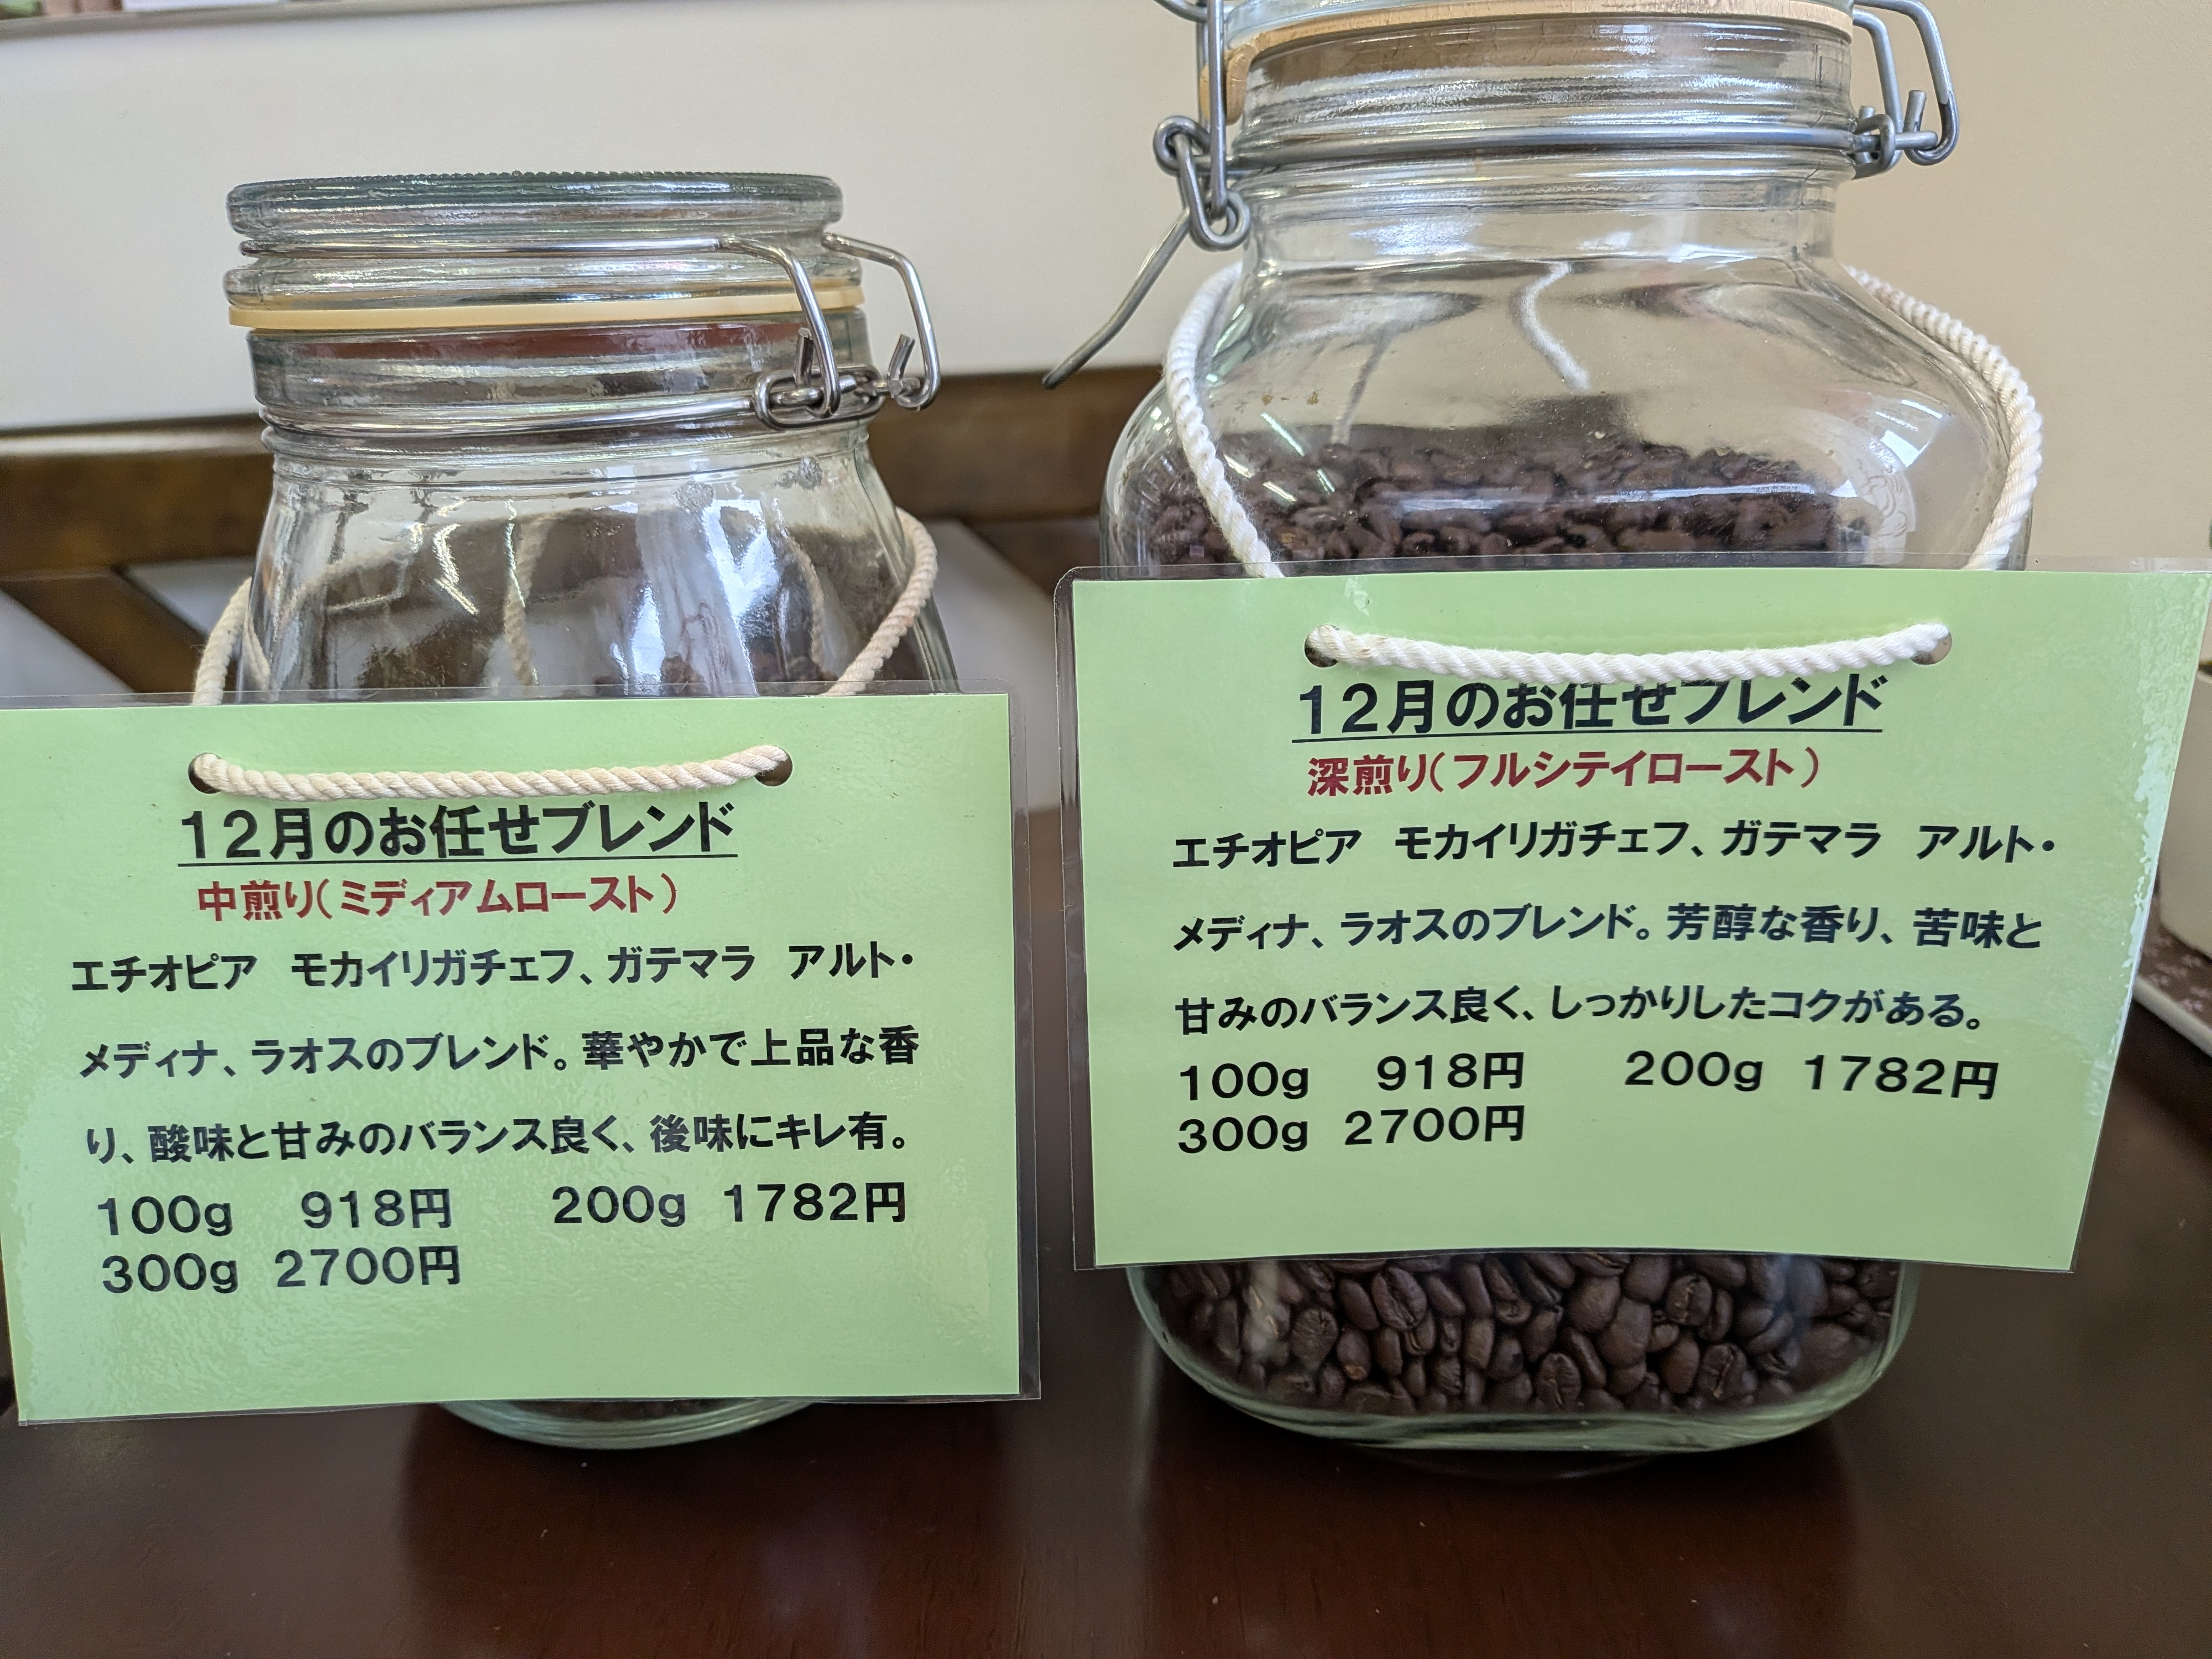 12月のお任せブレンド
中煎り(ミディアムロースト)
エチオピア　モカイリガチェフ、ガテマラ　アルト・
メディナ、ラオスのブレンド。華やかで上品な香
り、酸味と甘みのバランス良く、後味にキレ有。
100g　918円　200g　1782円
300g　2700円
12月のお任せブレンド
深煎り(フルシテイロースト)
エチオピア　モカイリガチェフ、ガテマラ　アルト・
メディナ、ラオスのブレンド。芳醇な香り、苦味と
甘みのバランス良く、しっかりしたコクがある。
100g　918円　200g　1782円
300g　2700円